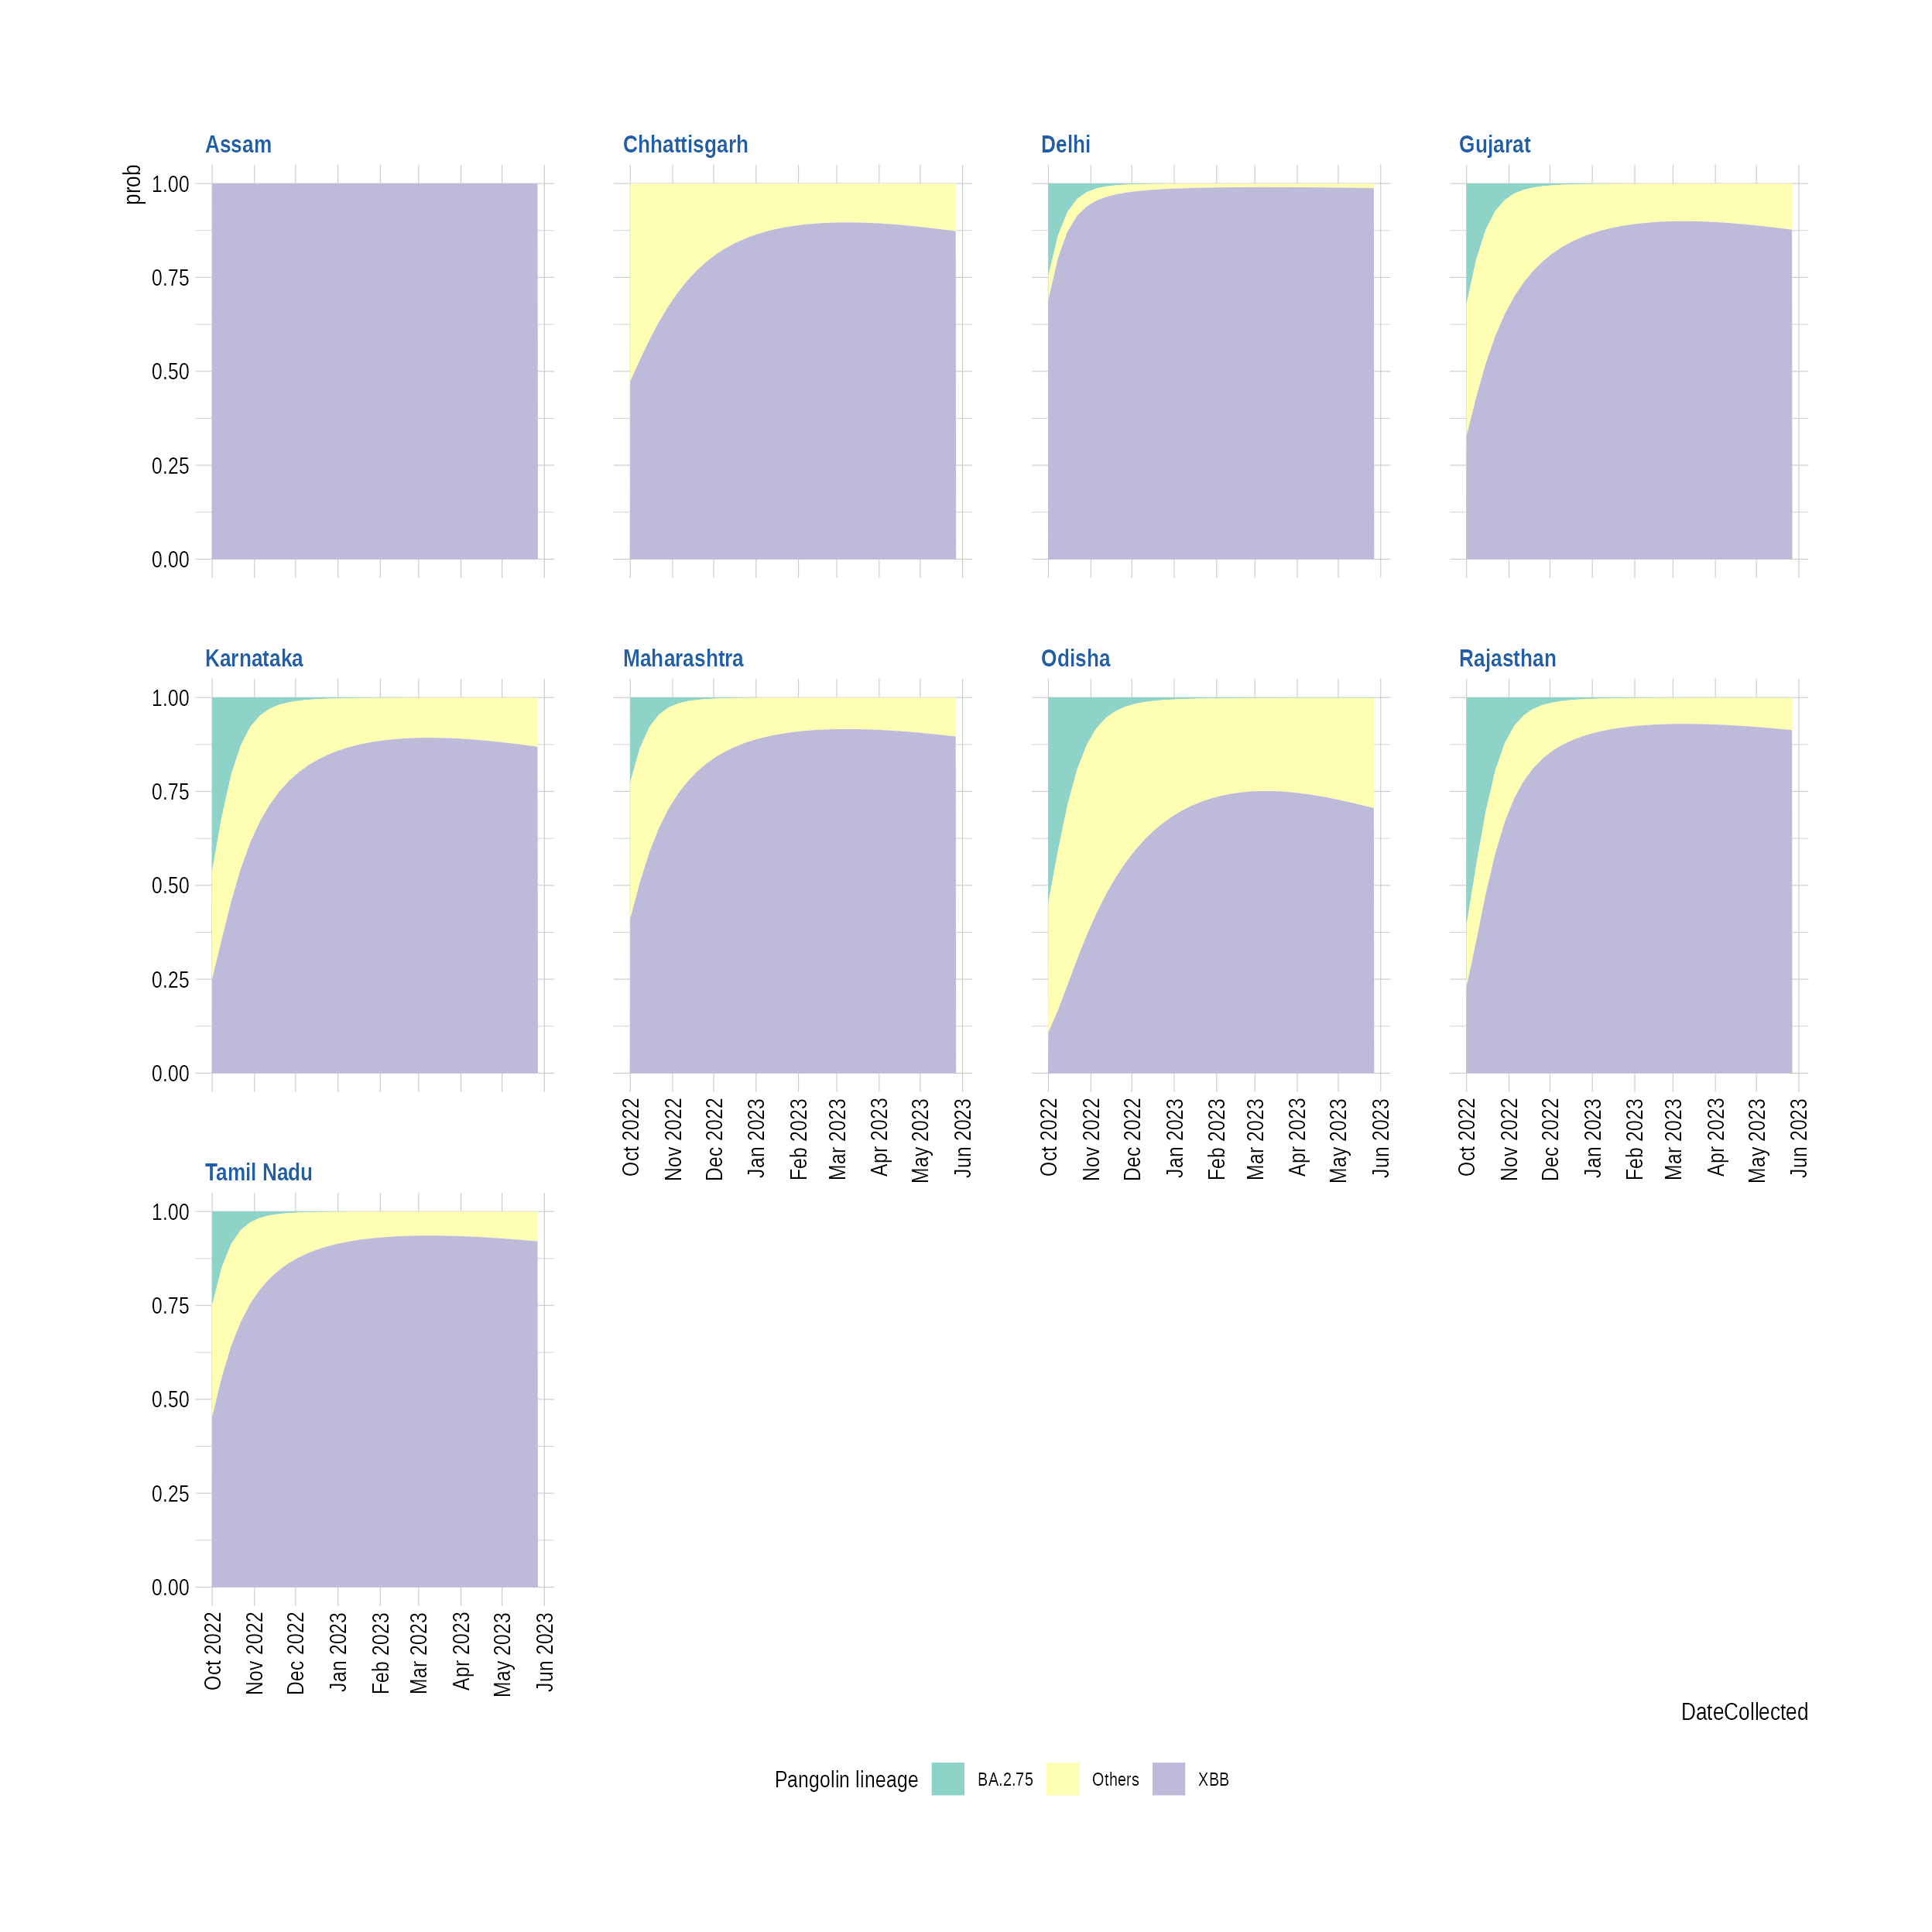 Assam
Chhattisgarh
Delhi
Gujarat
prob
1.00
0.75
0.50
0.25
0.00
Karnataka
Maharashtra
Odisha
Rajasthan
1.00
0.75
0.50
0.25
0.00
Oct 2022
Nov 2022
Dec 2022
Jan 2023
Feb 2023
Mar 2023
Apr 2023
May 2023
Jun 2023
Oct 2022
Nov 2022
Dec 2022
Jan 2023
Feb 2023
Mar 2023
Apr 2023
May 2023
Jun 2023
Oct 2022
Nov 2022
Dec 2022
Jan 2023
Feb 2023
Mar 2023
Apr 2023
May 2023
Jun 2023
Tamil Nadu
1.00
0.75
0.50
0.25
0.00
Oct 2022
Nov 2022
Dec 2022
Jan 2023
Feb 2023
Mar 2023
Apr 2023
May 2023
Jun 2023
DateCollected
Pangolin lineage BA.2.75 Others XBB